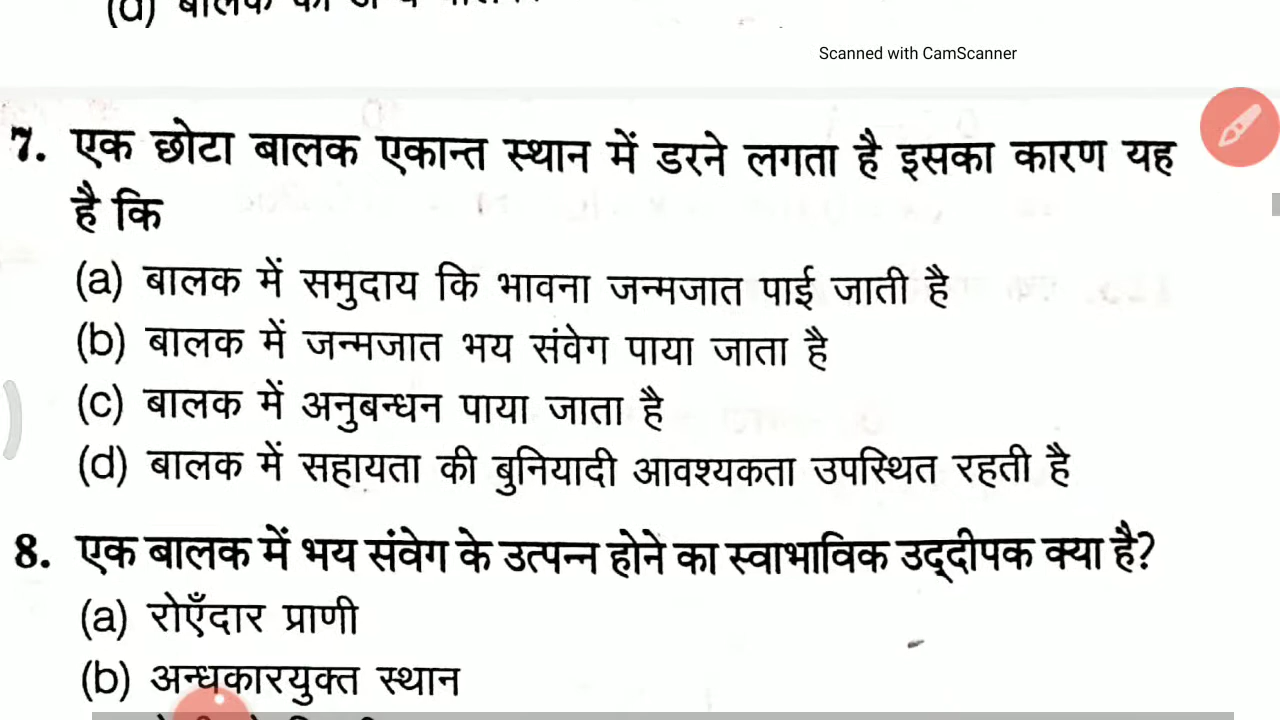 (d) बालक को अन्य
Scanned with CamScanner
7. एक छोटा बालक एकान्त स्थान में डरने लगता है इसका कारण यह
है कि
(a) बालक में समुदाय कि भावना जन्मजात पाई जाती है
(b) बालक में जन्मजात भय संवेग पाया जाता है
(c) बालक में अनुबन्धन पाया जाता है
(d) बालक में सहायता की बुनियादी आवश्यकता उपस्थित रहती है
8. एक बालक में भय संवेग के उत्पन्न होने का स्वाभाविक उद्दीपक क्या है?
(a) रोएँदार प्राणी
(b) अन्धकारयुक्त स्थान